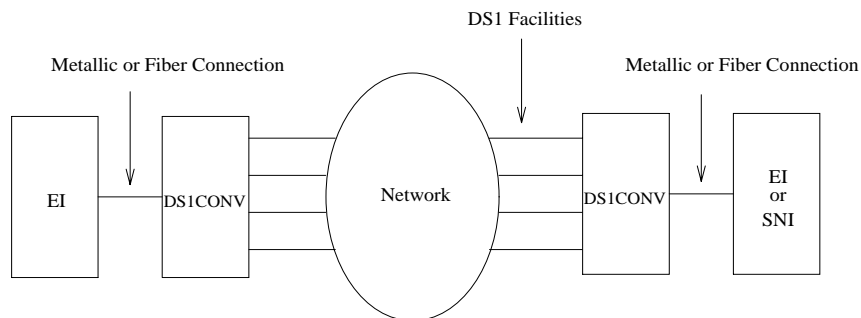 DS1 Facilities
Metallic or Fiber Connection
Metallic or Fiber Connection
EI
DS1CONV
Network
DS1CONV
EI
or
SNI